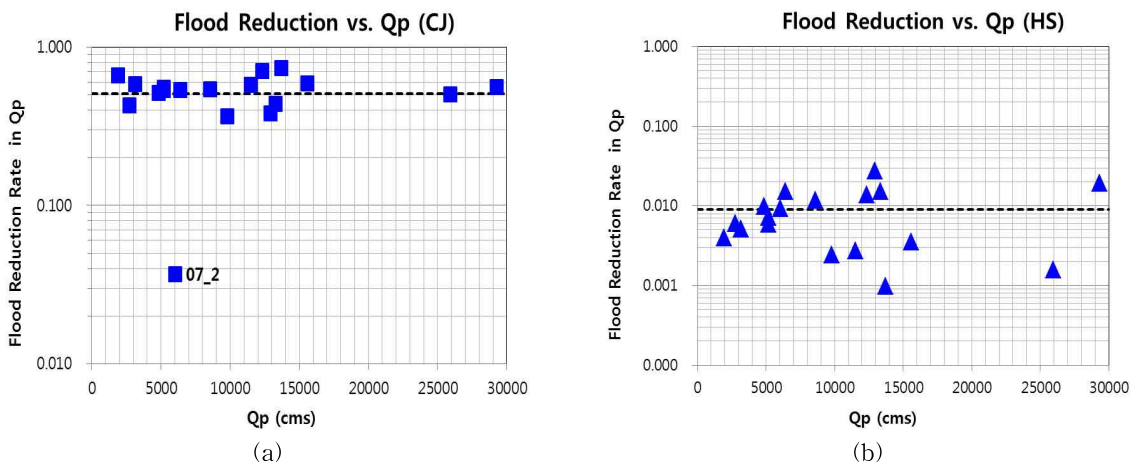 Flood Reduction vs. Qp (CJ)
Flood Reduction Rate in Qp
1.000
0.100
0.010
07_2
0 5000 10000 15000 20000 25000 30000
Qp (cms)
(a)
Flood Reduction vs. Qp (HS)
Flood Reduction Rate in Qp
1.000
0.100
0.010
0.001
0.000
0 5000 10000 15000 20000 25000 30000
Qp (cms)
(b)